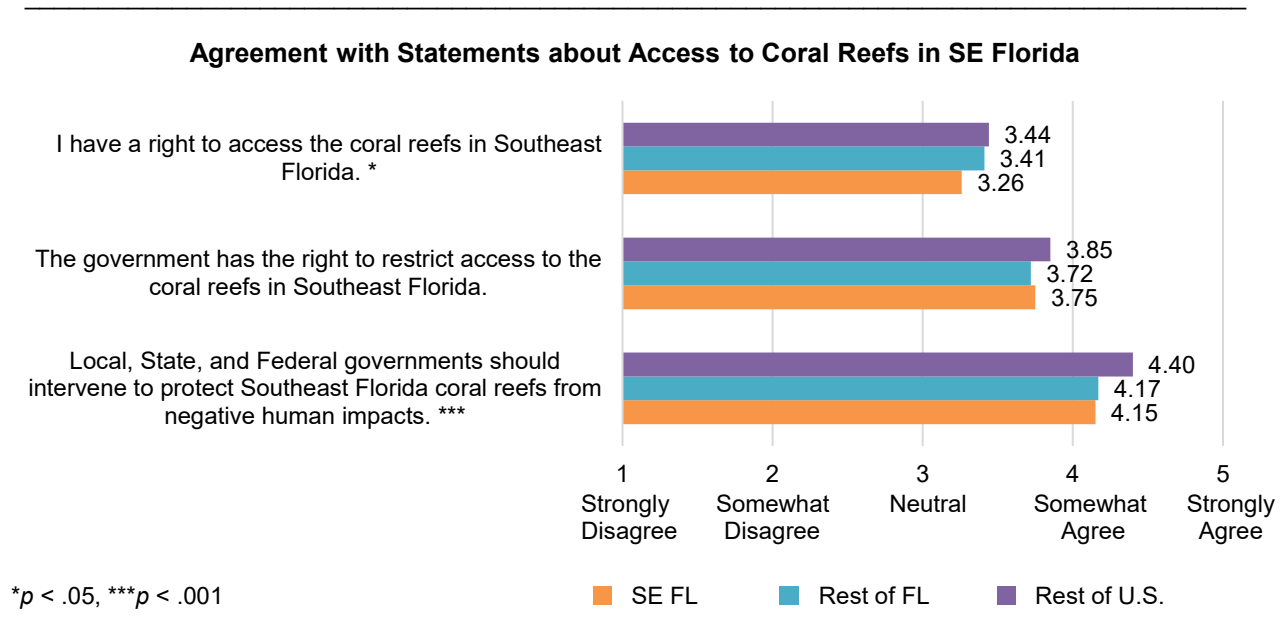 Agreement with Statements about Access to Coral Reefs in SE Florida
I have a right to access the coral reefs in Southeast
Florida. *
3.44
3.41
3.26
The government has the right to restrict access to the
coral reefs in Southeast Florida.
3.85
3.72
3.75
Local, State, and Federal governments should
intervene to protect Southeast Florida coral reefs from
negative human impacts. ***
4.40
4.17
4.15
1 2 3 4 5
Strongly Somewhat Neutral Somewhat Strongly
Disagree Disagree Agree Agree
*p < .05, ***p < .001
SE FL Rest of FL Rest of U.S.